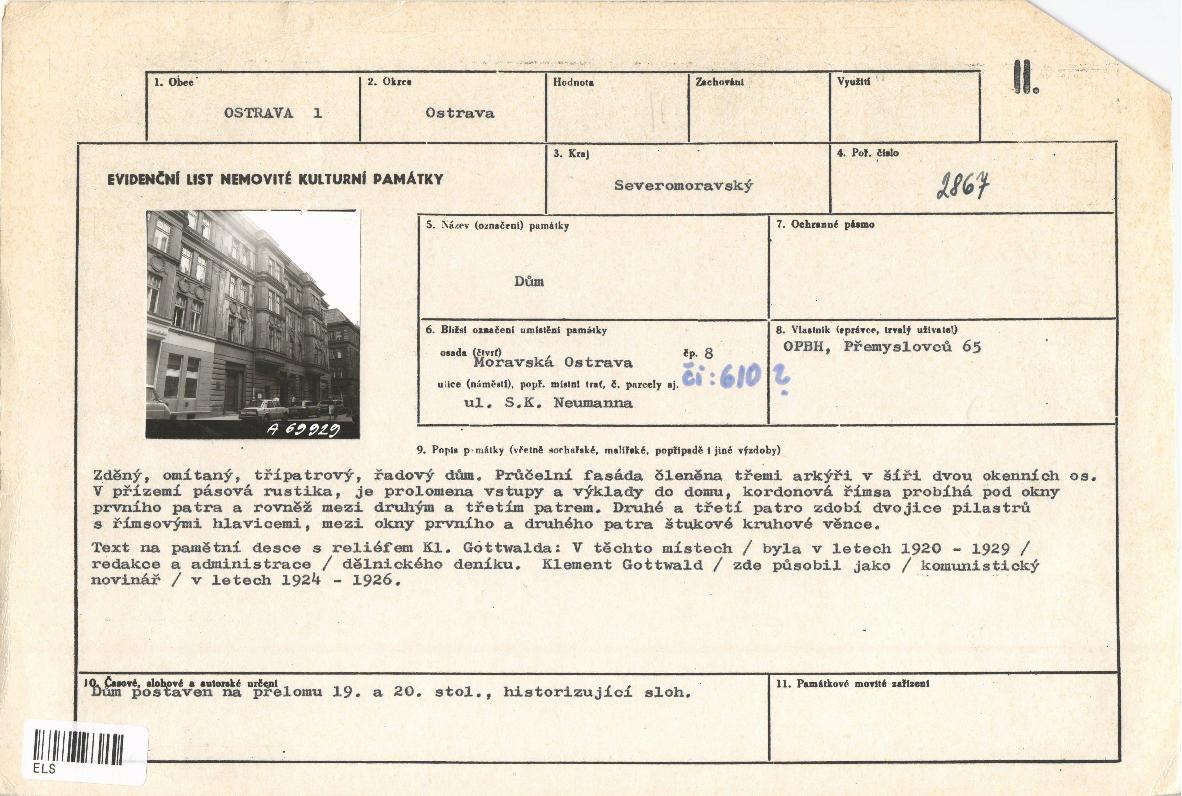 II.
1. Obec
OSTRAVA 1
2. Okres
Ostrava
Hodnota
Zachování
Využití
EVIDENČNÍ LIST NEMOVITÉ KULTURNÍ PAMÁTKY
3. Kraj
Severomoravský
4. Poř. číslo
2867
A 69929
5. Název (označení) památky
Dům
7. Ochranné pásmo
6. Bližší označení umístění památky
osada (čtvrť)
Moravská Ostrava
čp. 8
či: 610 ?
ulice (náměstí), popř. místní trať, č. parcely aj.
ul. S.K. Neumanna
8. Vlastník (správce, trvalý uživatel)
OPBH, Přemyslovců 65
9. Popis památky (včetně sochařské, malířské, popřípadě i jiné výzdoby)
Zděný, omítaný, třípatrový, řadový dům. Průčelní fasáda členěna třemi arkýři v šíři dvou okenních os.
V přízemí pásová rustika, je prolomena vstupy a výklady do domu, kordonová římsa probíhá pod okny
prvního patra a rovněž mezi druhým a třetím patrem. Druhé a třetí patro zdobí dvojice pilastrů
s římsovými hlavicemi, mezi okny prvního a druhého patra štukové kruhové věnce.
Text na pamětní desce s reliéfem Kl. Gottwalda: V těchto místech / byla v letech 1920 - 1929 /
redakce a administrace / dělnického deníku. Klement Gottwald / zde působil jako / komunistický
novinář / v letech 1924 - 1926.
10. Časové, slohové a autorské určení
Dům postaven na přelomu 19. a 20. stol., historizující sloh.
11. Památkové movité zařízení
ELS